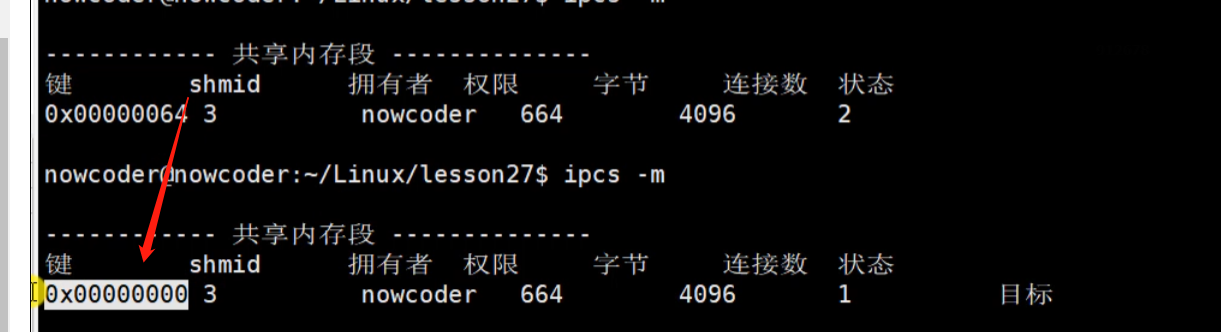 nowcoder@nowcoder:~/Linux/lesson27$ ipcs -m
------------ 共享内存段 --------------
键 shmid 拥有者 权限 字节 连接数 状态
0x00000064 3 nowcoder 664 4096 2
nowcoder@nowcoder:~/Linux/lesson27$ ipcs -m
------------ 共享内存段 --------------
键 shmid 拥有者 权限 字节 连接数 状态
0x00000000 3 nowcoder 664 4096 1 目标